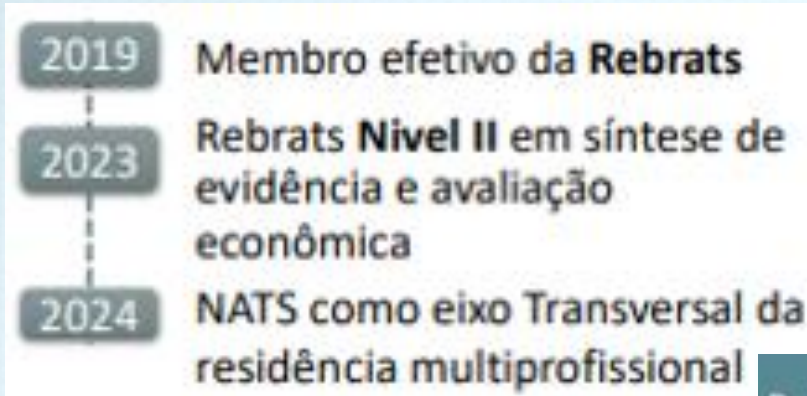 2019 Membro efetivo da Rebrats
2023 Rebrats Nivel II em síntese de
evidência e avaliação
econômica
2024 NATS como eixo Transversal da
residência multiprofissional